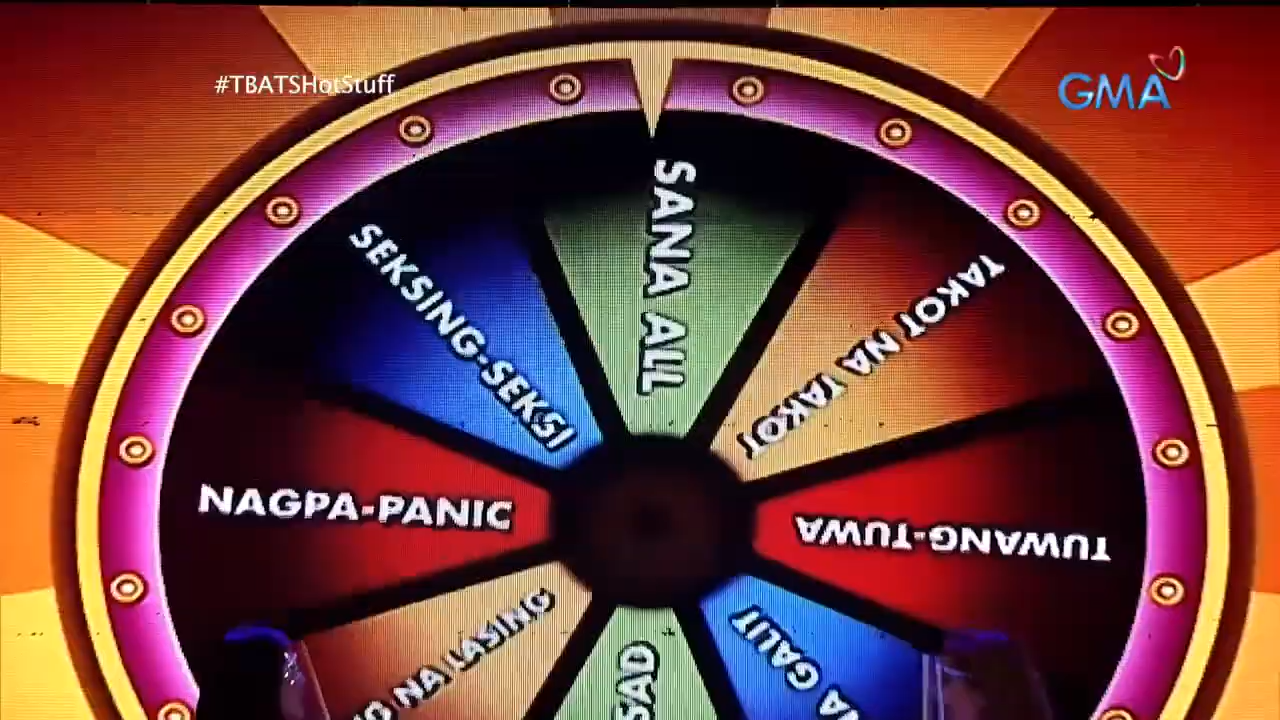 #TBATSHotStuff
GMA
SANA ALL
SEKSING-SEKSI
TAKOT NA TAKOT
NAGPA-PANIC
TUWANG-TUWA
NA LASING
SAD
GALIT